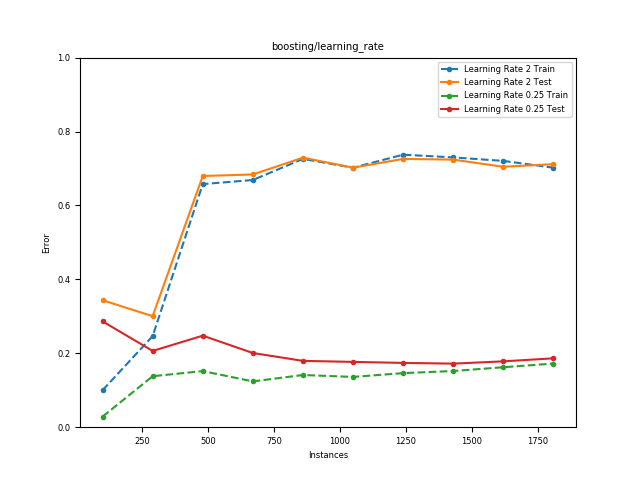 boosting/learning_rate
Learning Rate 2 Train
Learning Rate 2 Test
Learning Rate 0.25 Train
Learning Rate 0.25 Test
1.0
0.8
0.6
0.4
0.2
0.0
Error
250 500 750 1000 1250 1500 1750
Instances